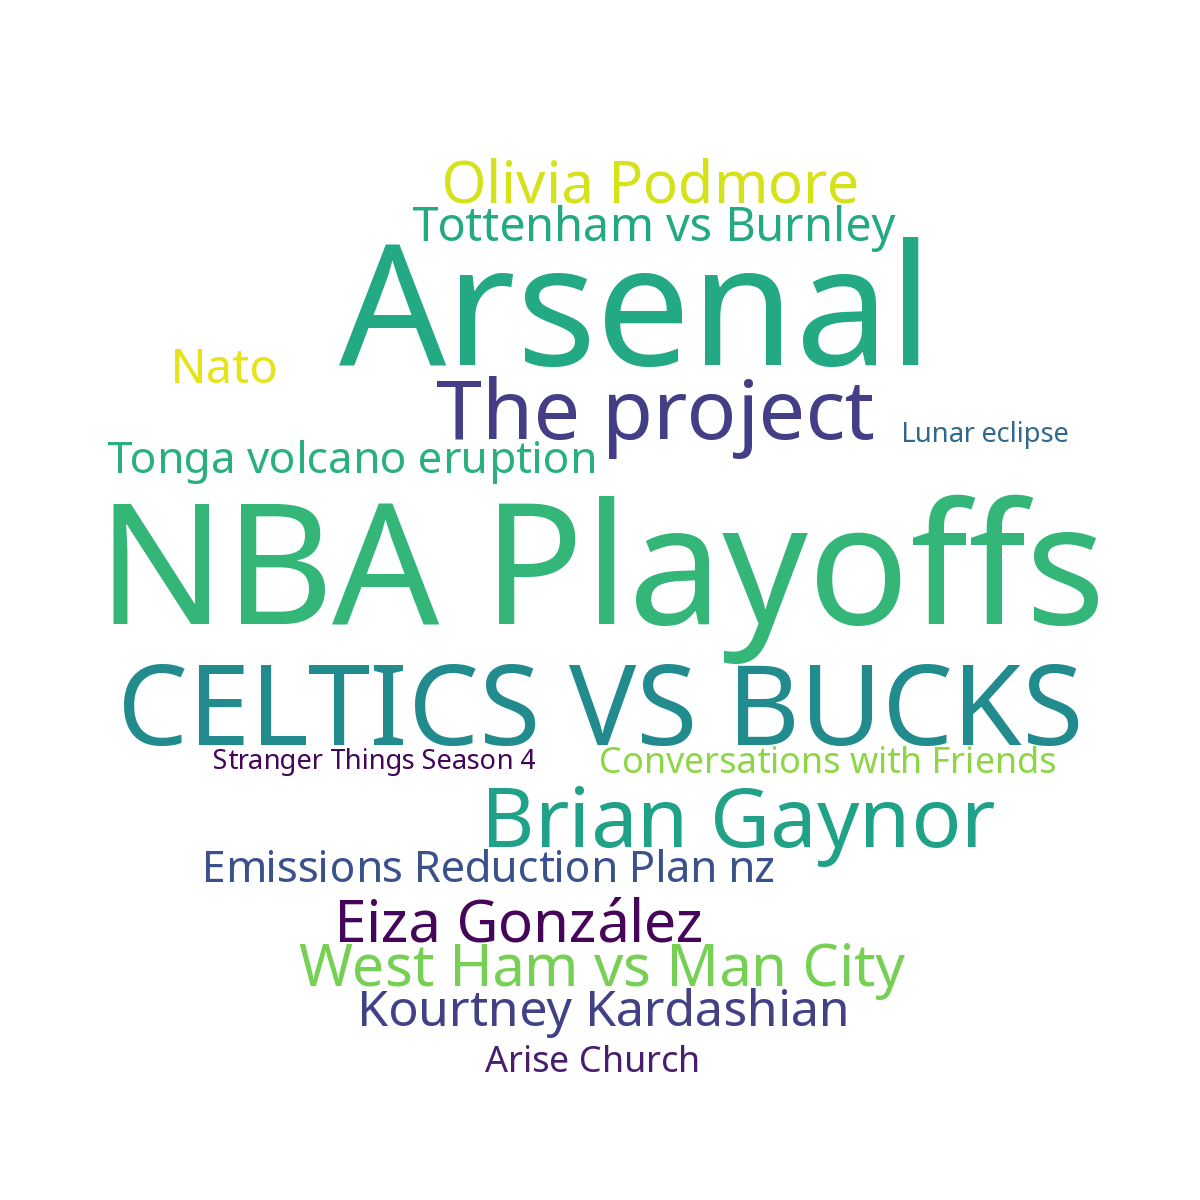 Olivia Podmore
Tottenham vs Burnley
Arsenal
Nato
The project
Lunar eclipse
Tonga volcano eruption
NBA Playoffs
CELTICS VS BUCKS
Stranger Things Season 4
Conversations with Friends
Brian Gaynor
Emissions Reduction Plan nz
Eiza González
West Ham vs Man City
Kourtney Kardashian
Arise Church